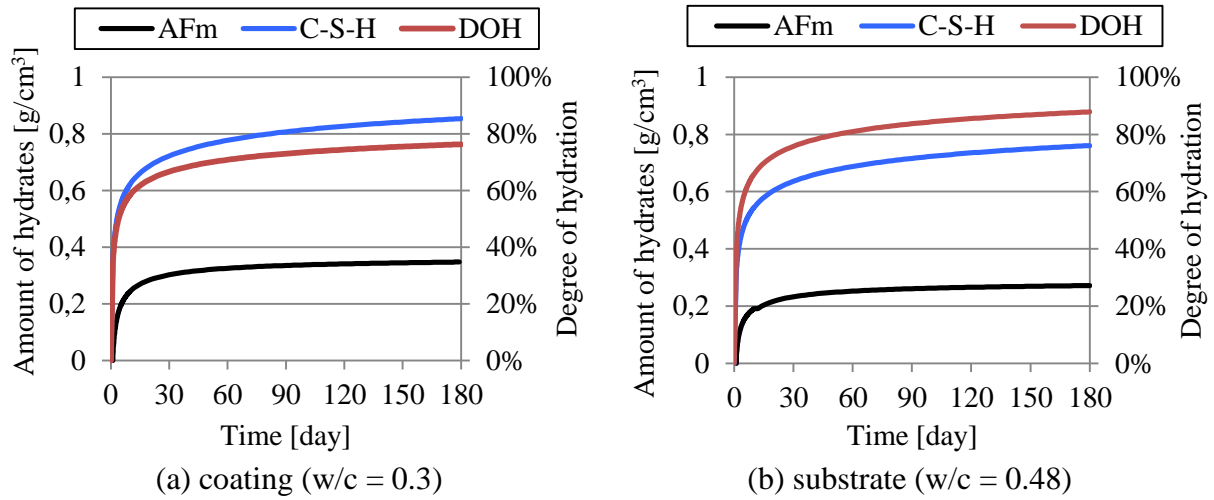 AFm C-S-H DOH
Amount of hydrates [g/cm³]
1
0,8
0,6
0,4
0,2
0
100%
80%
60%
40%
20%
0%
Degree of hydration
0 30 60 90 120 150 180
Time [day]
(a) coating (w/c = 0.3)
AFm C-S-H DOH
Amount of hydrates [g/cm³]
1
0,8
0,6
0,4
0,2
0
100%
80%
60%
40%
20%
0%
Degree of hydration
0 30 60 90 120 150 180
Time [day]
(b) substrate (w/c = 0.48)